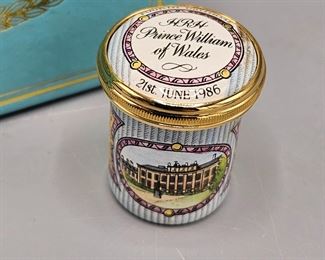 HRH
Prince William
of Wales
21st. JUNE 1986